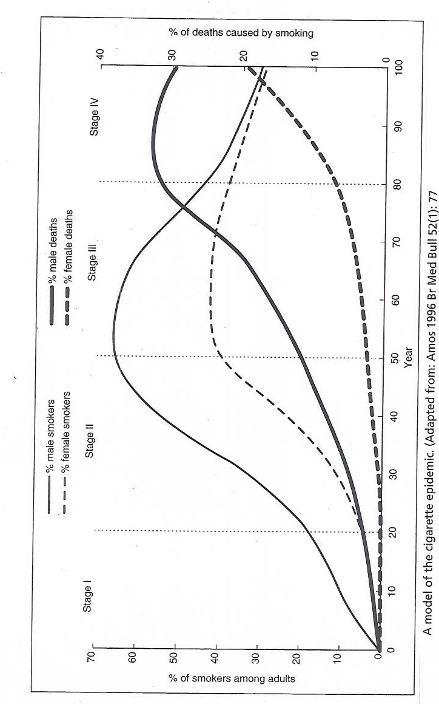 % male smokers
% female smokers
% male deaths
% female deaths
Stage I
Stage II
Stage III
Stage IV
% of smokers among adults
70
60
50
40
30
20
10
0
% of deaths caused by smoking
40
30
20
10
0
0
10
20
30
40
50
60
70
80
90
100
Year
A model of the cigarette epidemic. (Adapted from: Amos 1996 Br Med Bull 52(1): 77